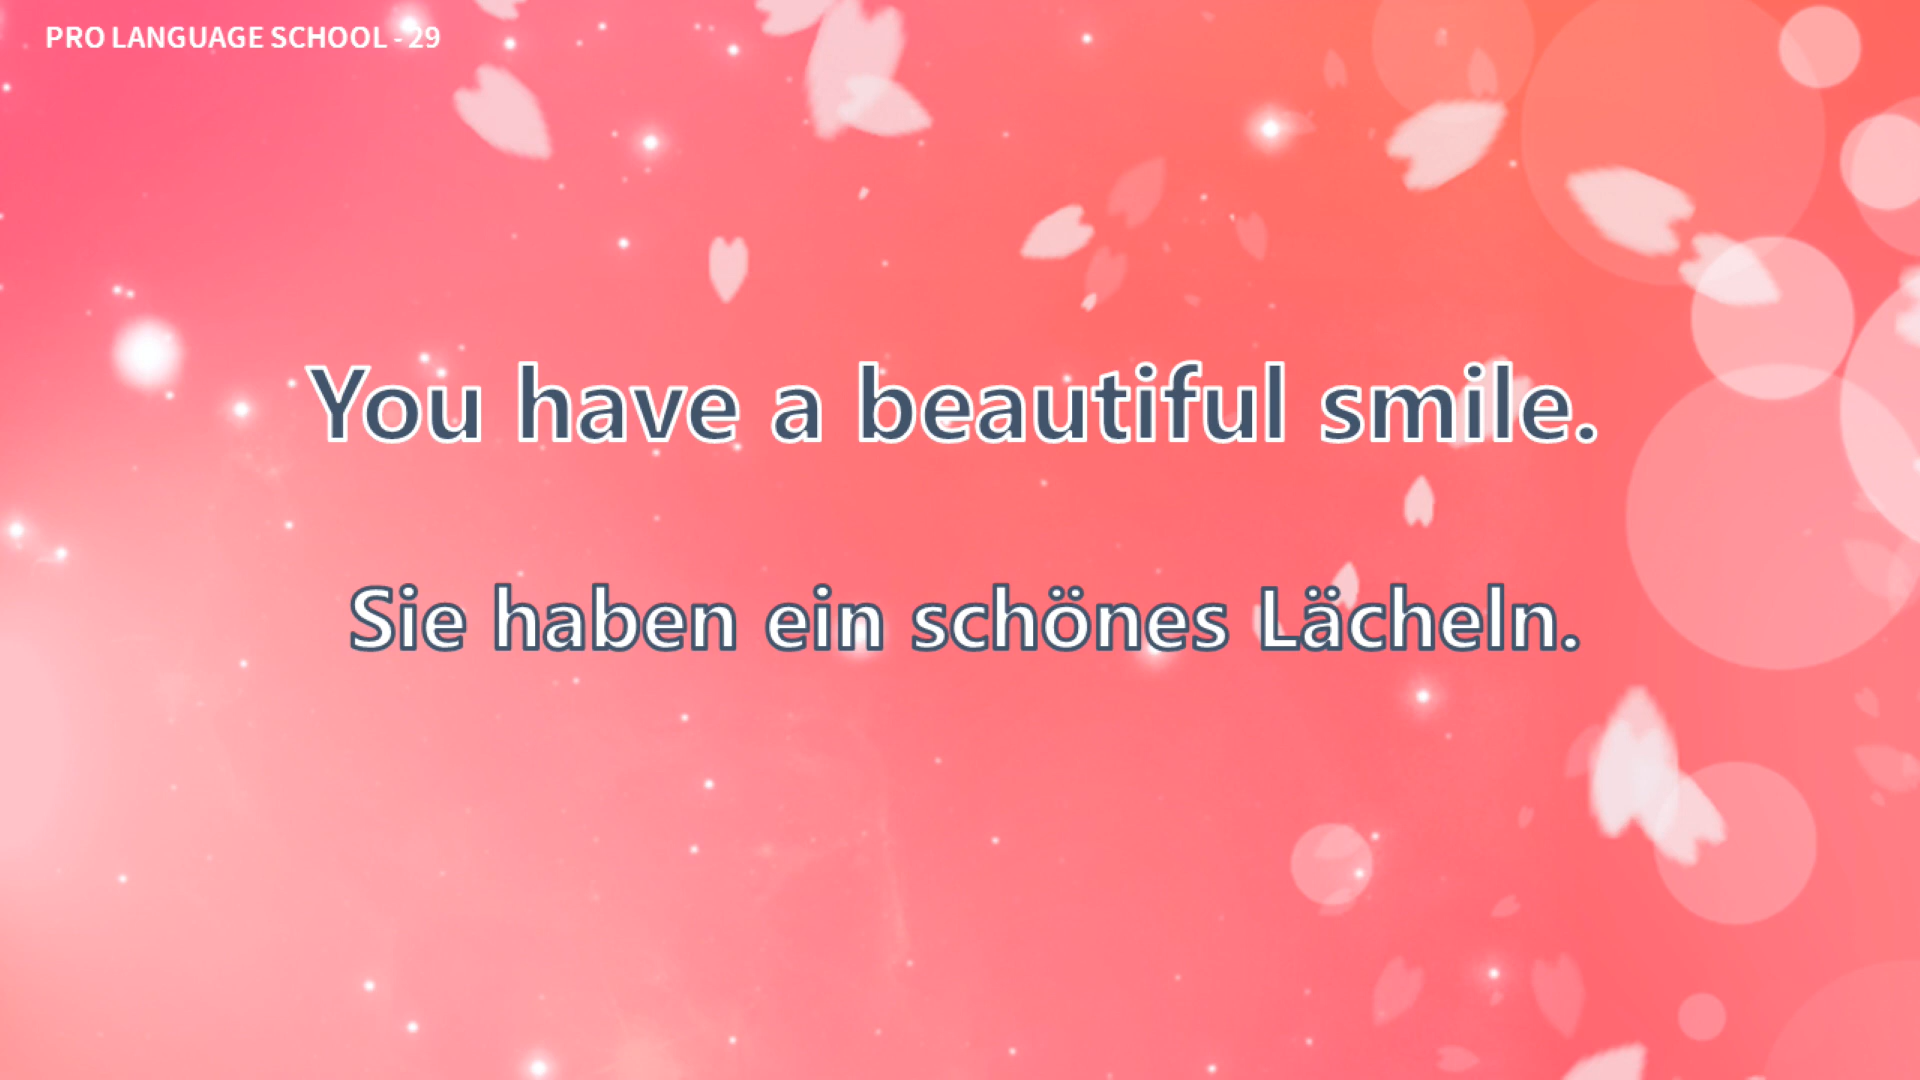 PRO LANGUAGE SCHOOL - 29
You have a beautiful smile.
Sie haben ein schönes Lächeln.